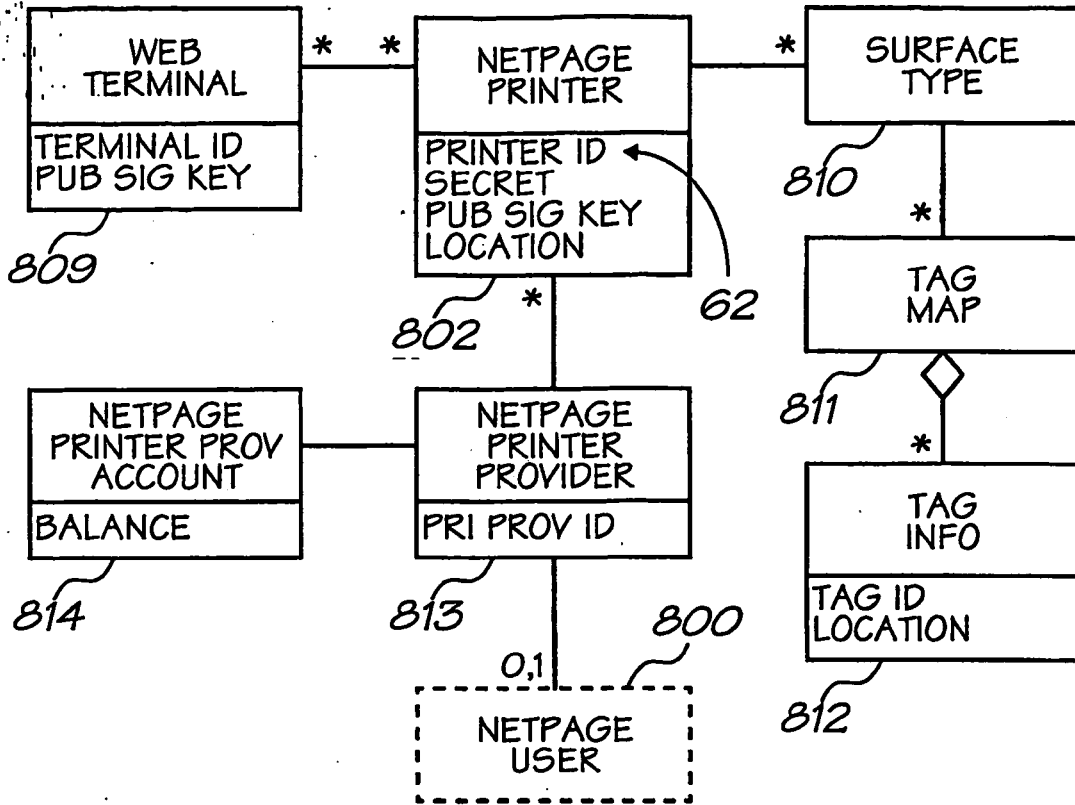 WEB
TERMINAL
TERMINAL ID
PUB SIG KEY
809
*
*
NETPAGE
PRINTER
PRINTER ID
SECRET
PUB SIG KEY
LOCATION
802
62
*
*
SURFACE
TYPE
810
*
TAG
MAP
811
*
NETPAGE
PRINTER PROV
ACCOUNT
BALANCE
814
NETPAGE
PRINTER
PROVIDER
PRI PROV ID
813
TAG
INFO
TAG ID
LOCATION
812
0,1
800
NETPAGE
USER